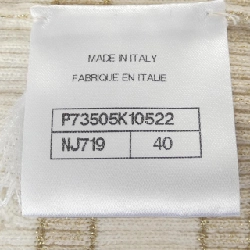 MADE IN ITALY
FABRIQUE EN ITALIE
P73505K10522
NJ719 40